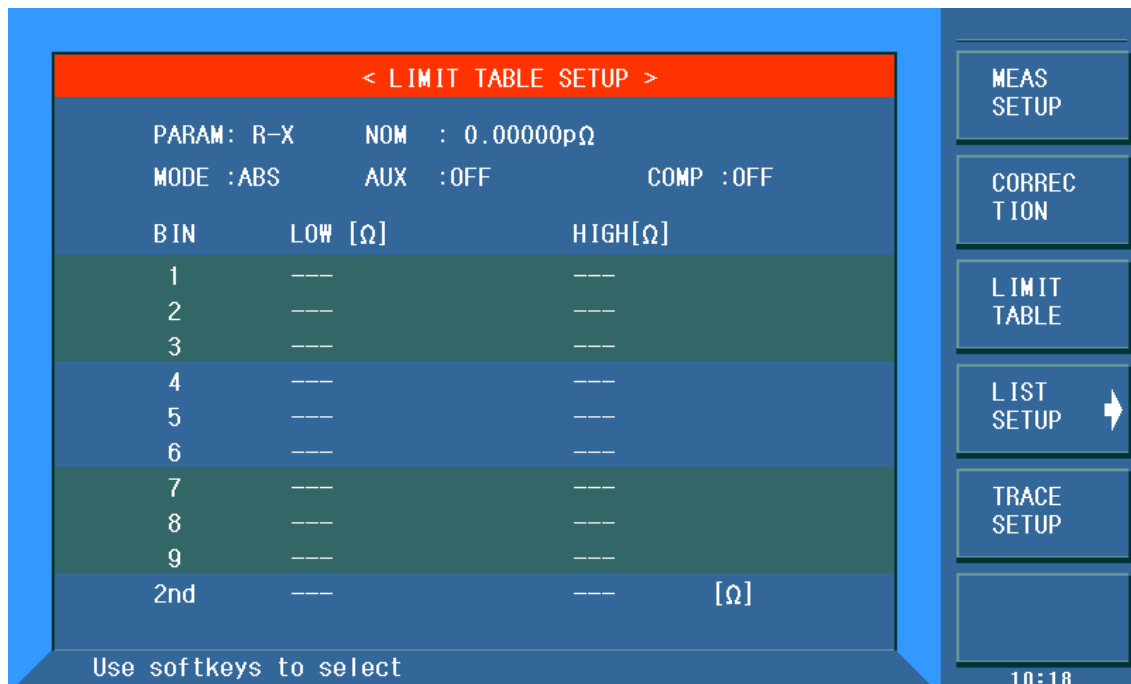 < LIMIT TABLE SETUP >
PARAM: R-X NOM : 0.00000pΩ
MODE :ABS AUX :OFF COMP :OFF
BIN LOW [Ω] HIGH[Ω]
1 --- ---
2 --- ---
3 --- ---
4 --- ---
5 --- ---
6 --- ---
7 --- ---
8 --- ---
9 --- ---
2nd --- --- [Ω]
Use softkeys to select
MEAS
SETUP
CORREC
TION
LIMIT
TABLE
LIST
SETUP
TRACE
SETUP
10:18